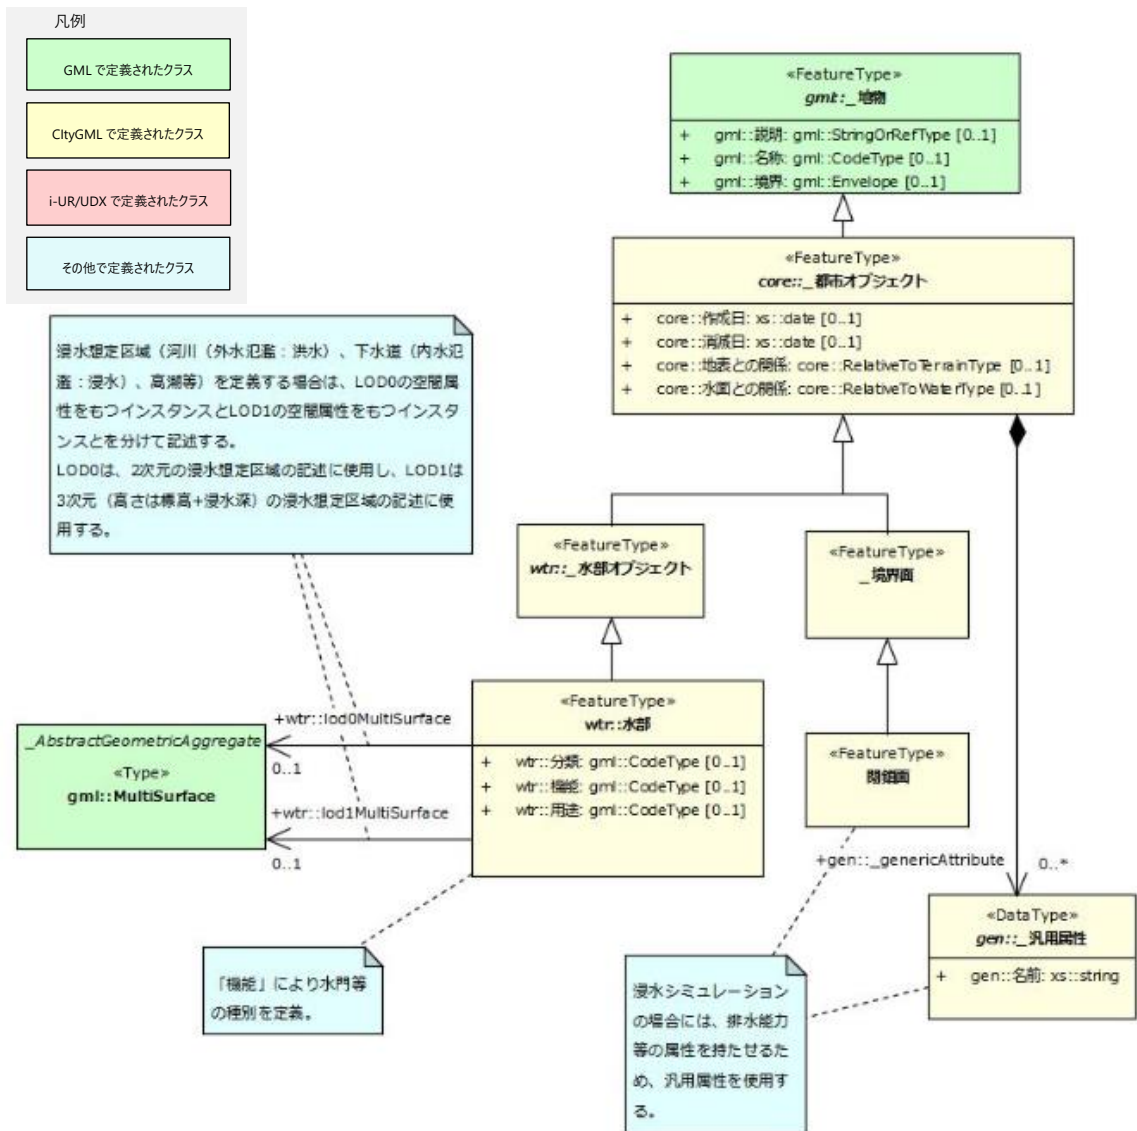 凡例
GML で定義されたクラス
CItyGML で定義されたクラス
i-UR/UDX で定義されたクラス
その他で定義されたクラス
«FeatureType»
gml::_地物
+ gml::説明: gml::StringOrRefType [0..1]
+ gml::名称: gml::CodeType [0..1]
+ gml::境界: gml::Envelope [0..1]
«FeatureType»
core::_都市オブジェクト
+ core::作成日: xs::date [0..1]
+ core::消滅日: xs::date [0..1]
+ core::地表との関係: core::RelativeToTerrainType [0..1]
+ core::水面との関係: core::RelativeToWaterType [0..1]
浸水想定区域（河川（外水氾濫：洪水）、下水道（内水氾
濫：浸水）、高潮等）を定義する場合は、LOD0の空間属
性をもつインスタンスとLOD1の空間属性をもつインスタ
ンスとを分けて記述する。
LOD0は、2次元の浸水想定区域の記述に使用し、LOD1は
3次元（高さは標高+浸水深）の浸水想定区域の記述に使
用する。
«FeatureType»
wtr::_水部オブジェクト
«FeatureType»
_境界面
«FeatureType»
wtr::水部
+ wtr::分類: gml::CodeType [0..1]
+ wtr::機能: gml::CodeType [0..1]
+ wtr::用途: gml::CodeType [0..1]
+wtr::lod0MultiSurface
0..1
+wtr::lod1MultiSurface
0..1
_AbstractGeometricAggregate
«Type»
gml::MultiSurface
«FeatureType»
閉鎖面
+gen::_genericAttribute
0..*
«DataType»
gen::_汎用属性
+ gen::名前: xs::string
「機能」により水門等
の種別を定義。
浸水シミュレーション
の場合には、排水能力
等の属性を持たせるた
め、汎用属性を使用す
る。